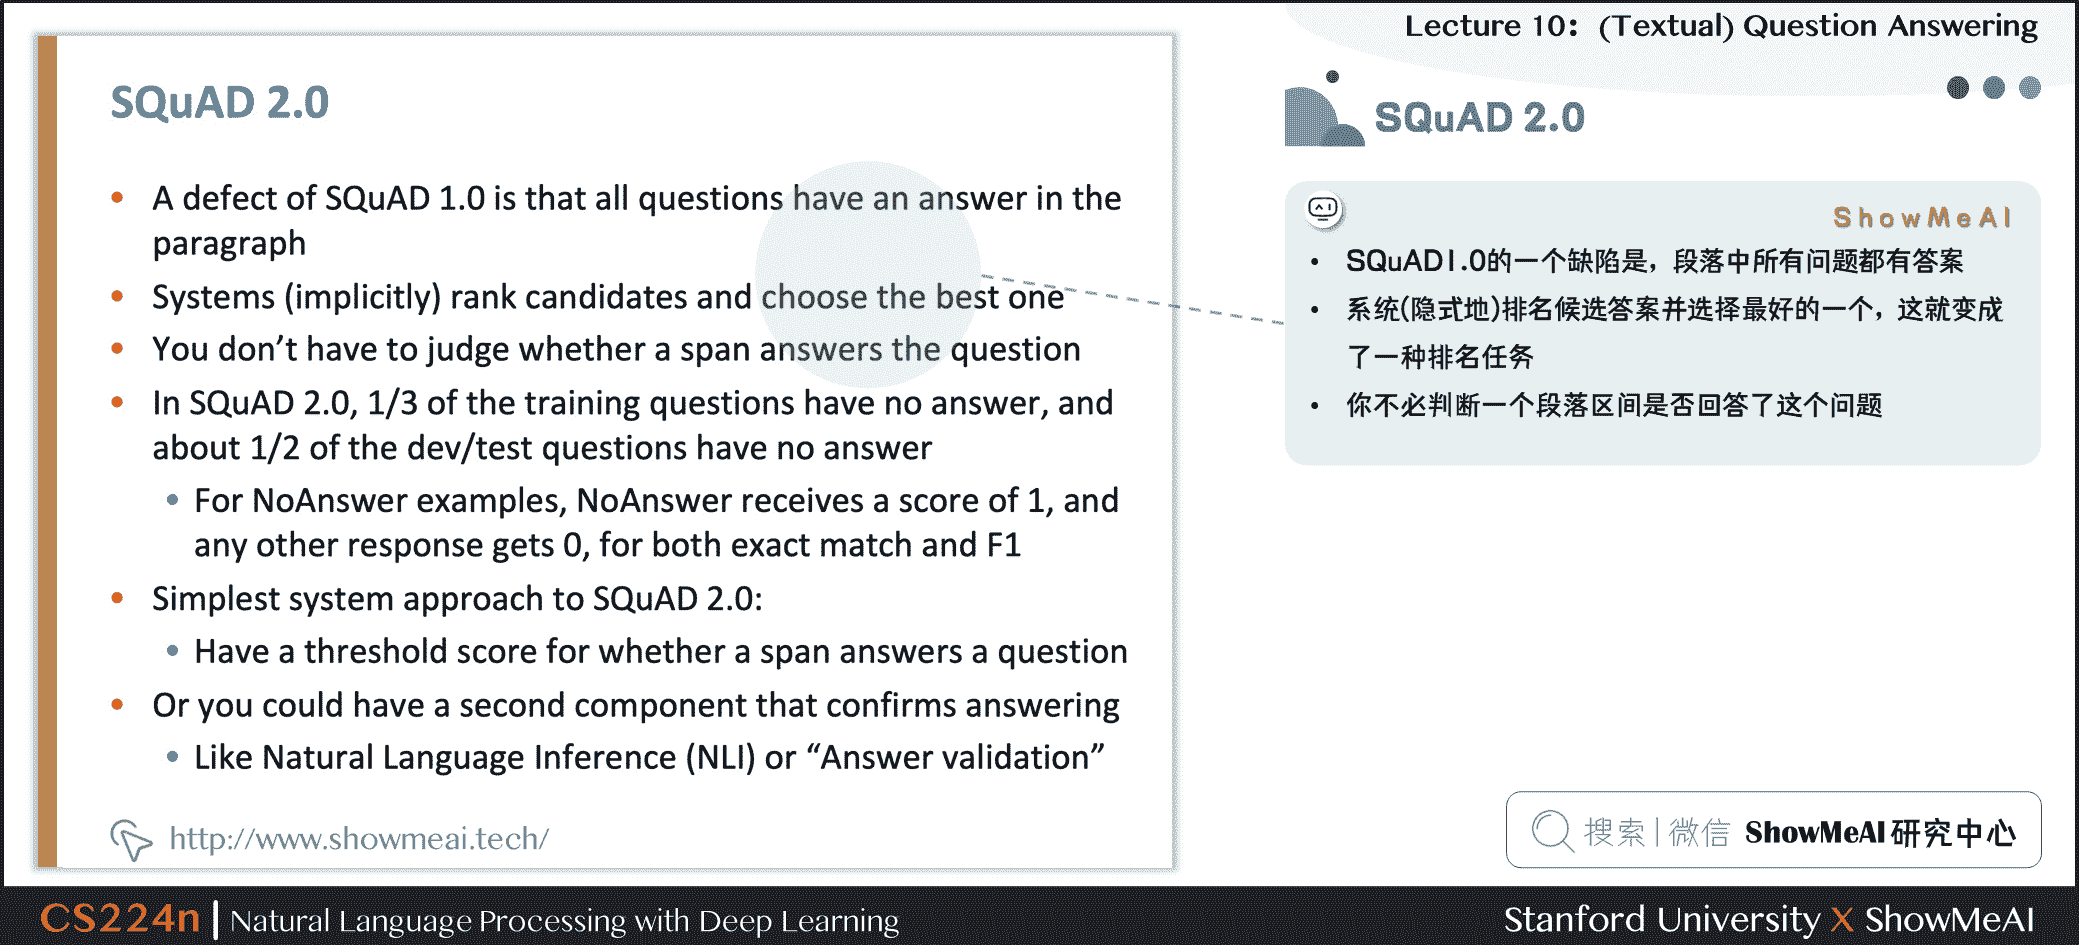 Lecture 10: (Textual) Question Answering
SQuAD 2.0
A defect of SQuAD 1.0 is that all questions have an answer in the
paragraph
Systems (implicitly) rank candidates and choose the best one
You don't have to judge whether a span answers the question
In SQuAD 2.0, 1/3 of the training questions have no answer, and
about 1/2 of the dev/test questions have no answer
For NoAnswer examples, NoAnswer receives a score of 1, and
any other response gets 0, for both exact match and F1
Simplest system approach to SQuAD 2.0:
Have a threshold score for whether a span answers a question
Or you could have a second component that confirms answering
Like Natural Language Inference (NLI) or “Answer validation”
http://www.showmeai.tech/
SQuAD 2.0
ShowMeAI
SQuAD1.0的一个缺陷是，段落中所有问题都有答案
系统(隐式地)排名候选答案并选择最好的一个，这就变成
了一种排名任务
你不必判断一个段落区间是否回答了这个问题
搜索|微信 ShowMeAI研究中心
CS224n | Natural Language Processing with Deep Learning
Stanford University X ShowMeAI